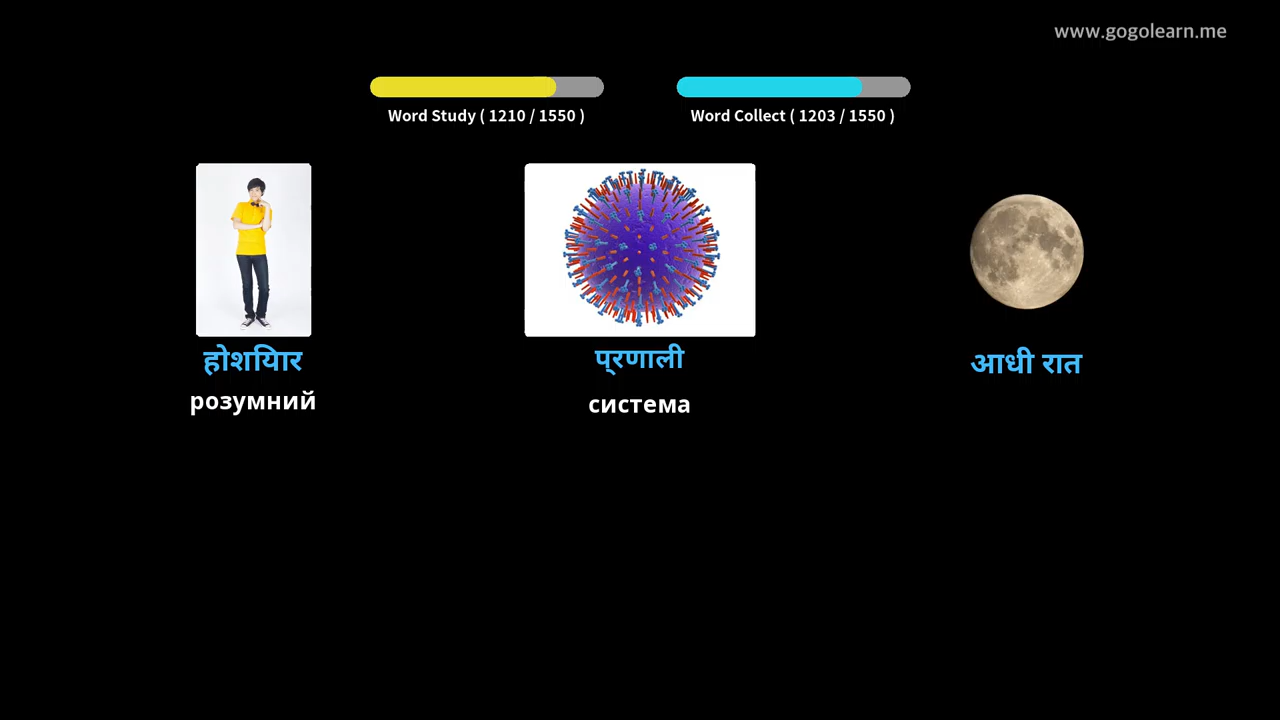 www.gogolearn.me
Word Study ( 1210 / 1550 )
Word Collect ( 1203 / 1550 )
होशियार
प्रणाली
आधी रात
розумний
система